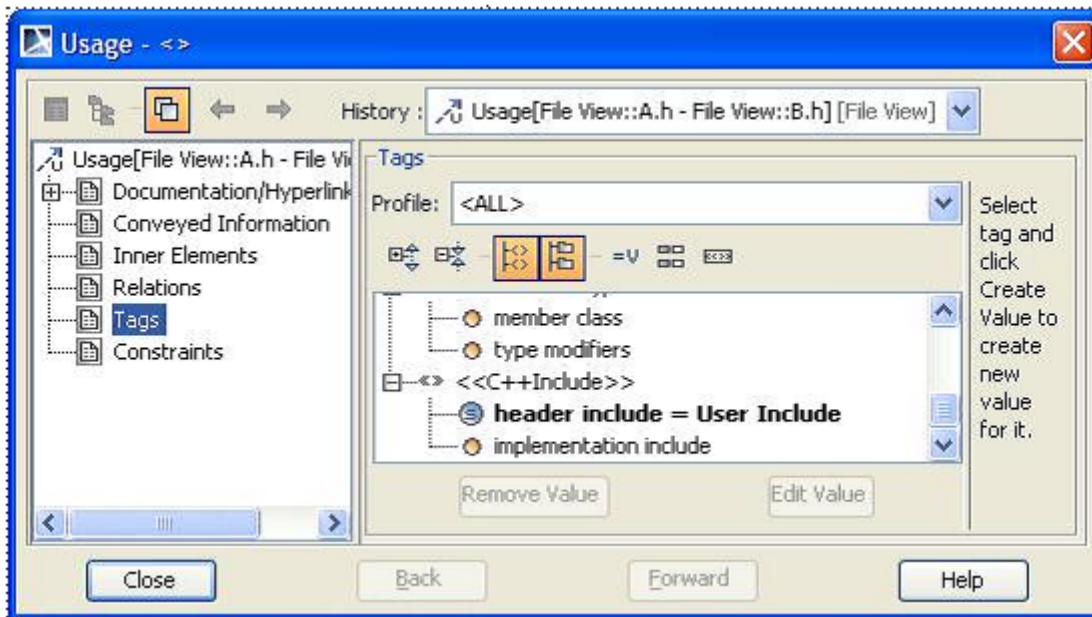 Usage - <>
History : Usage[File View::A.h - File View::B.h] [File View]
Usage[File View::A.h - File Vi
Documentation/Hyperlink
Conveyed Information
Inner Elements
Relations
Tags
Constraints
Tags
Profile: <ALL>
=V
member class
type modifiers
<<C++Include>>
header include = User Include
implementation include
Remove Value Edit Value
Select
tag and
click
Create
Value to
create
new
value
for it.
Close Back Forward Help